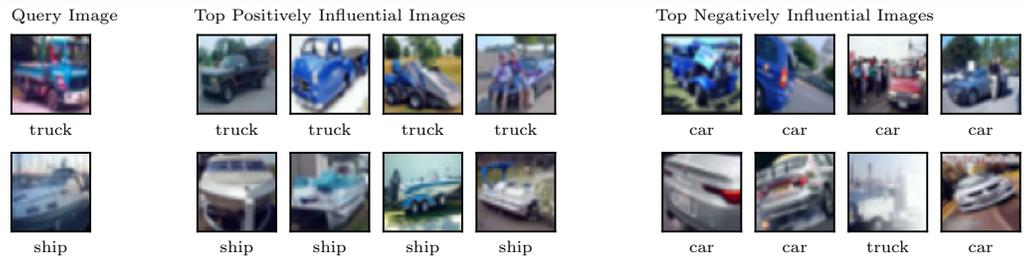 Query Image Top Positively Influential Images Top Negatively Influential Images
truck truck truck truck truck car car car car
ship ship ship ship ship car car truck car